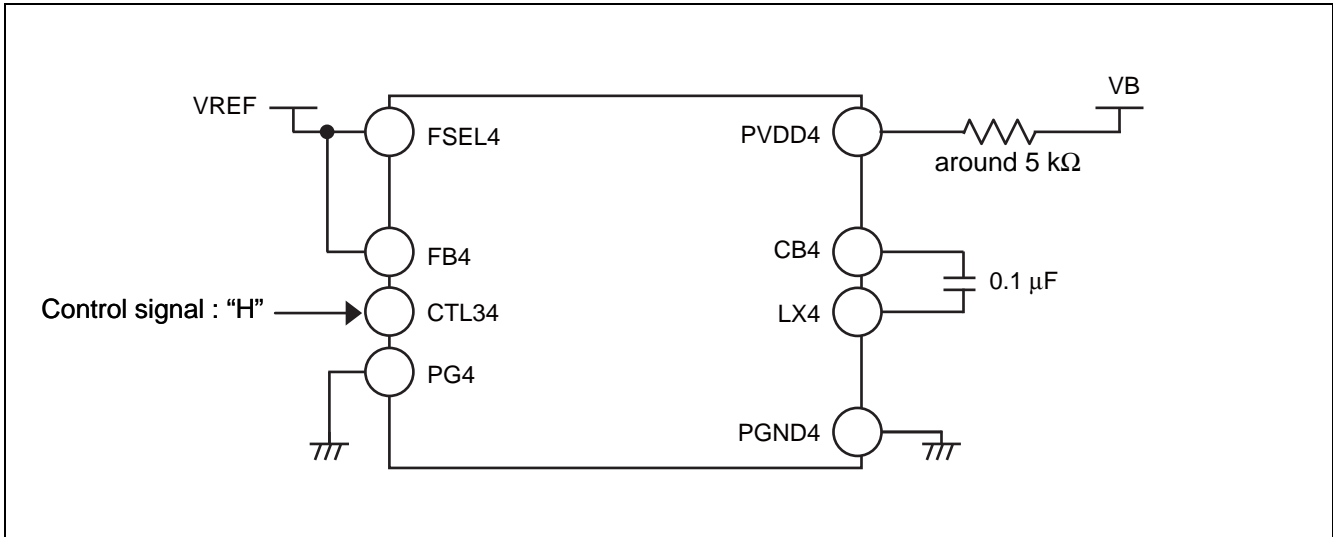 VREF
FSEL4
PVDD4
VB
around 5 kΩ
FB4
CB4
0.1 μF
Control signal : “H”
CTL34
LX4
PG4
PGND4